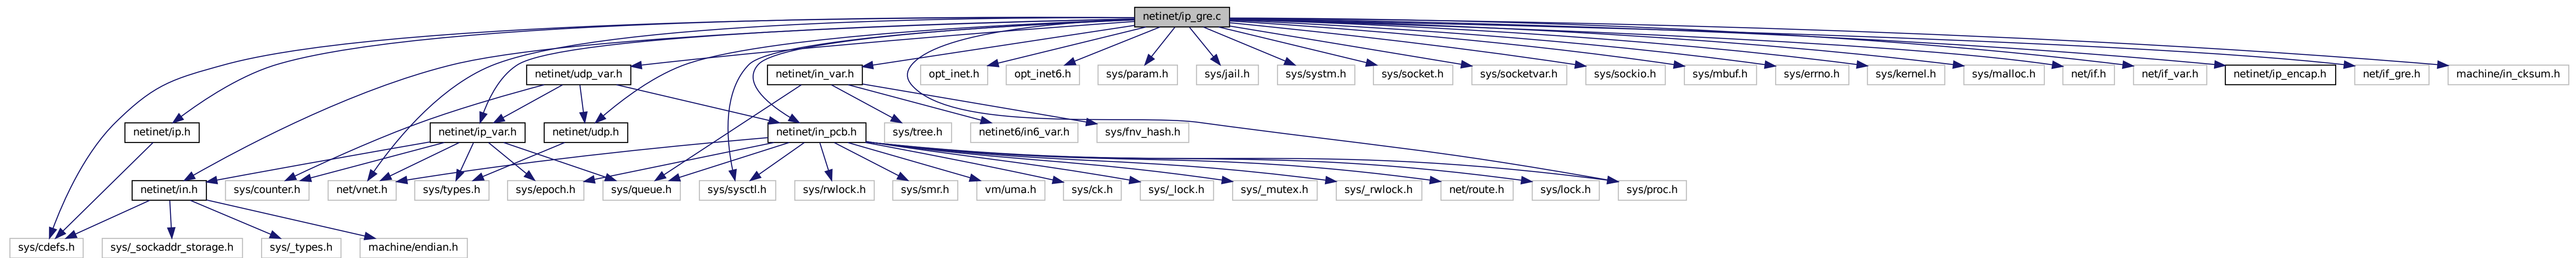 netinet/ip_gre.c
netinet/udp_var.h
netinet/in_var.h
opt_inet.h
opt_inet6.h
sys/param.h
sys/jail.h
sys/systm.h
sys/socket.h
sys/socketvar.h
sys/sockio.h
sys/mbuf.h
sys/errno.h
sys/kernel.h
sys/malloc.h
net/if.h
net/if_var.h
netinet/ip_encap.h
net/if_gre.h
machine/in_cksum.h
netinet/ip.h
netinet/ip_var.h
netinet/udp.h
netinet/in_pcb.h
sys/tree.h
netinet6/in6_var.h
sys/fnv_hash.h
netinet/in.h
sys/counter.h
net/vnet.h
sys/types.h
sys/epoch.h
sys/queue.h
sys/sysctl.h
sys/rwlock.h
sys/smr.h
vm/uma.h
sys/ck.h
sys/_lock.h
sys/_mutex.h
sys/_rwlock.h
net/route.h
sys/lock.h
sys/proc.h
sys/cdefs.h
sys/_sockaddr_storage.h
sys/_types.h
machine/endian.h